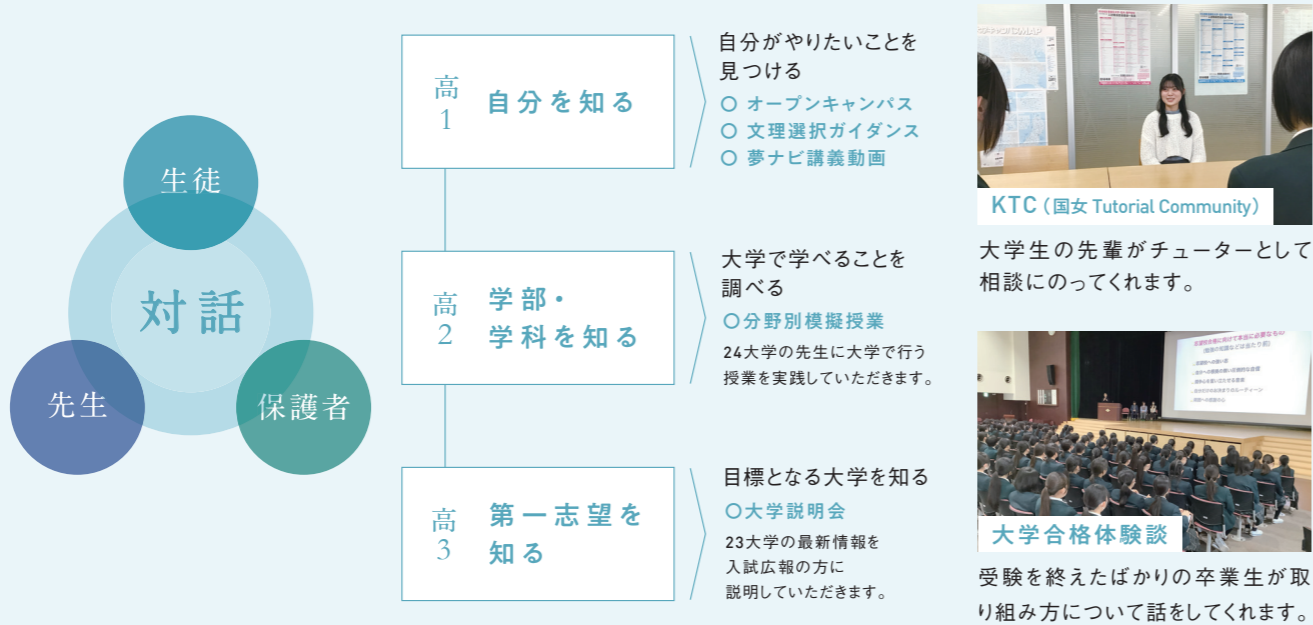 生徒
対話
先生
保護者
高
1
自分を知る
自分がやりたいことを
見つける
〇 オープンキャンパス
〇 文理選択ガイダンス
〇 夢ナビ講義動画
高
2
学部・
学科を知る
大学で学べることを
調べる
〇分野別模擬授業
24大学の先生に大学で行う
授業を実践していただきます。
高
3
第一志望を
知る
目標となる大学を知る
〇大学説明会
23大学の最新情報を
入試広報の方に
説明していただきます。
KTC（国女 Tutorial Community）
大学生の先輩がチューターとして
相談にのってくれます。
大学合格体験談
受験を終えたばかりの卒業生が取
り組み方について話をしてくれます。